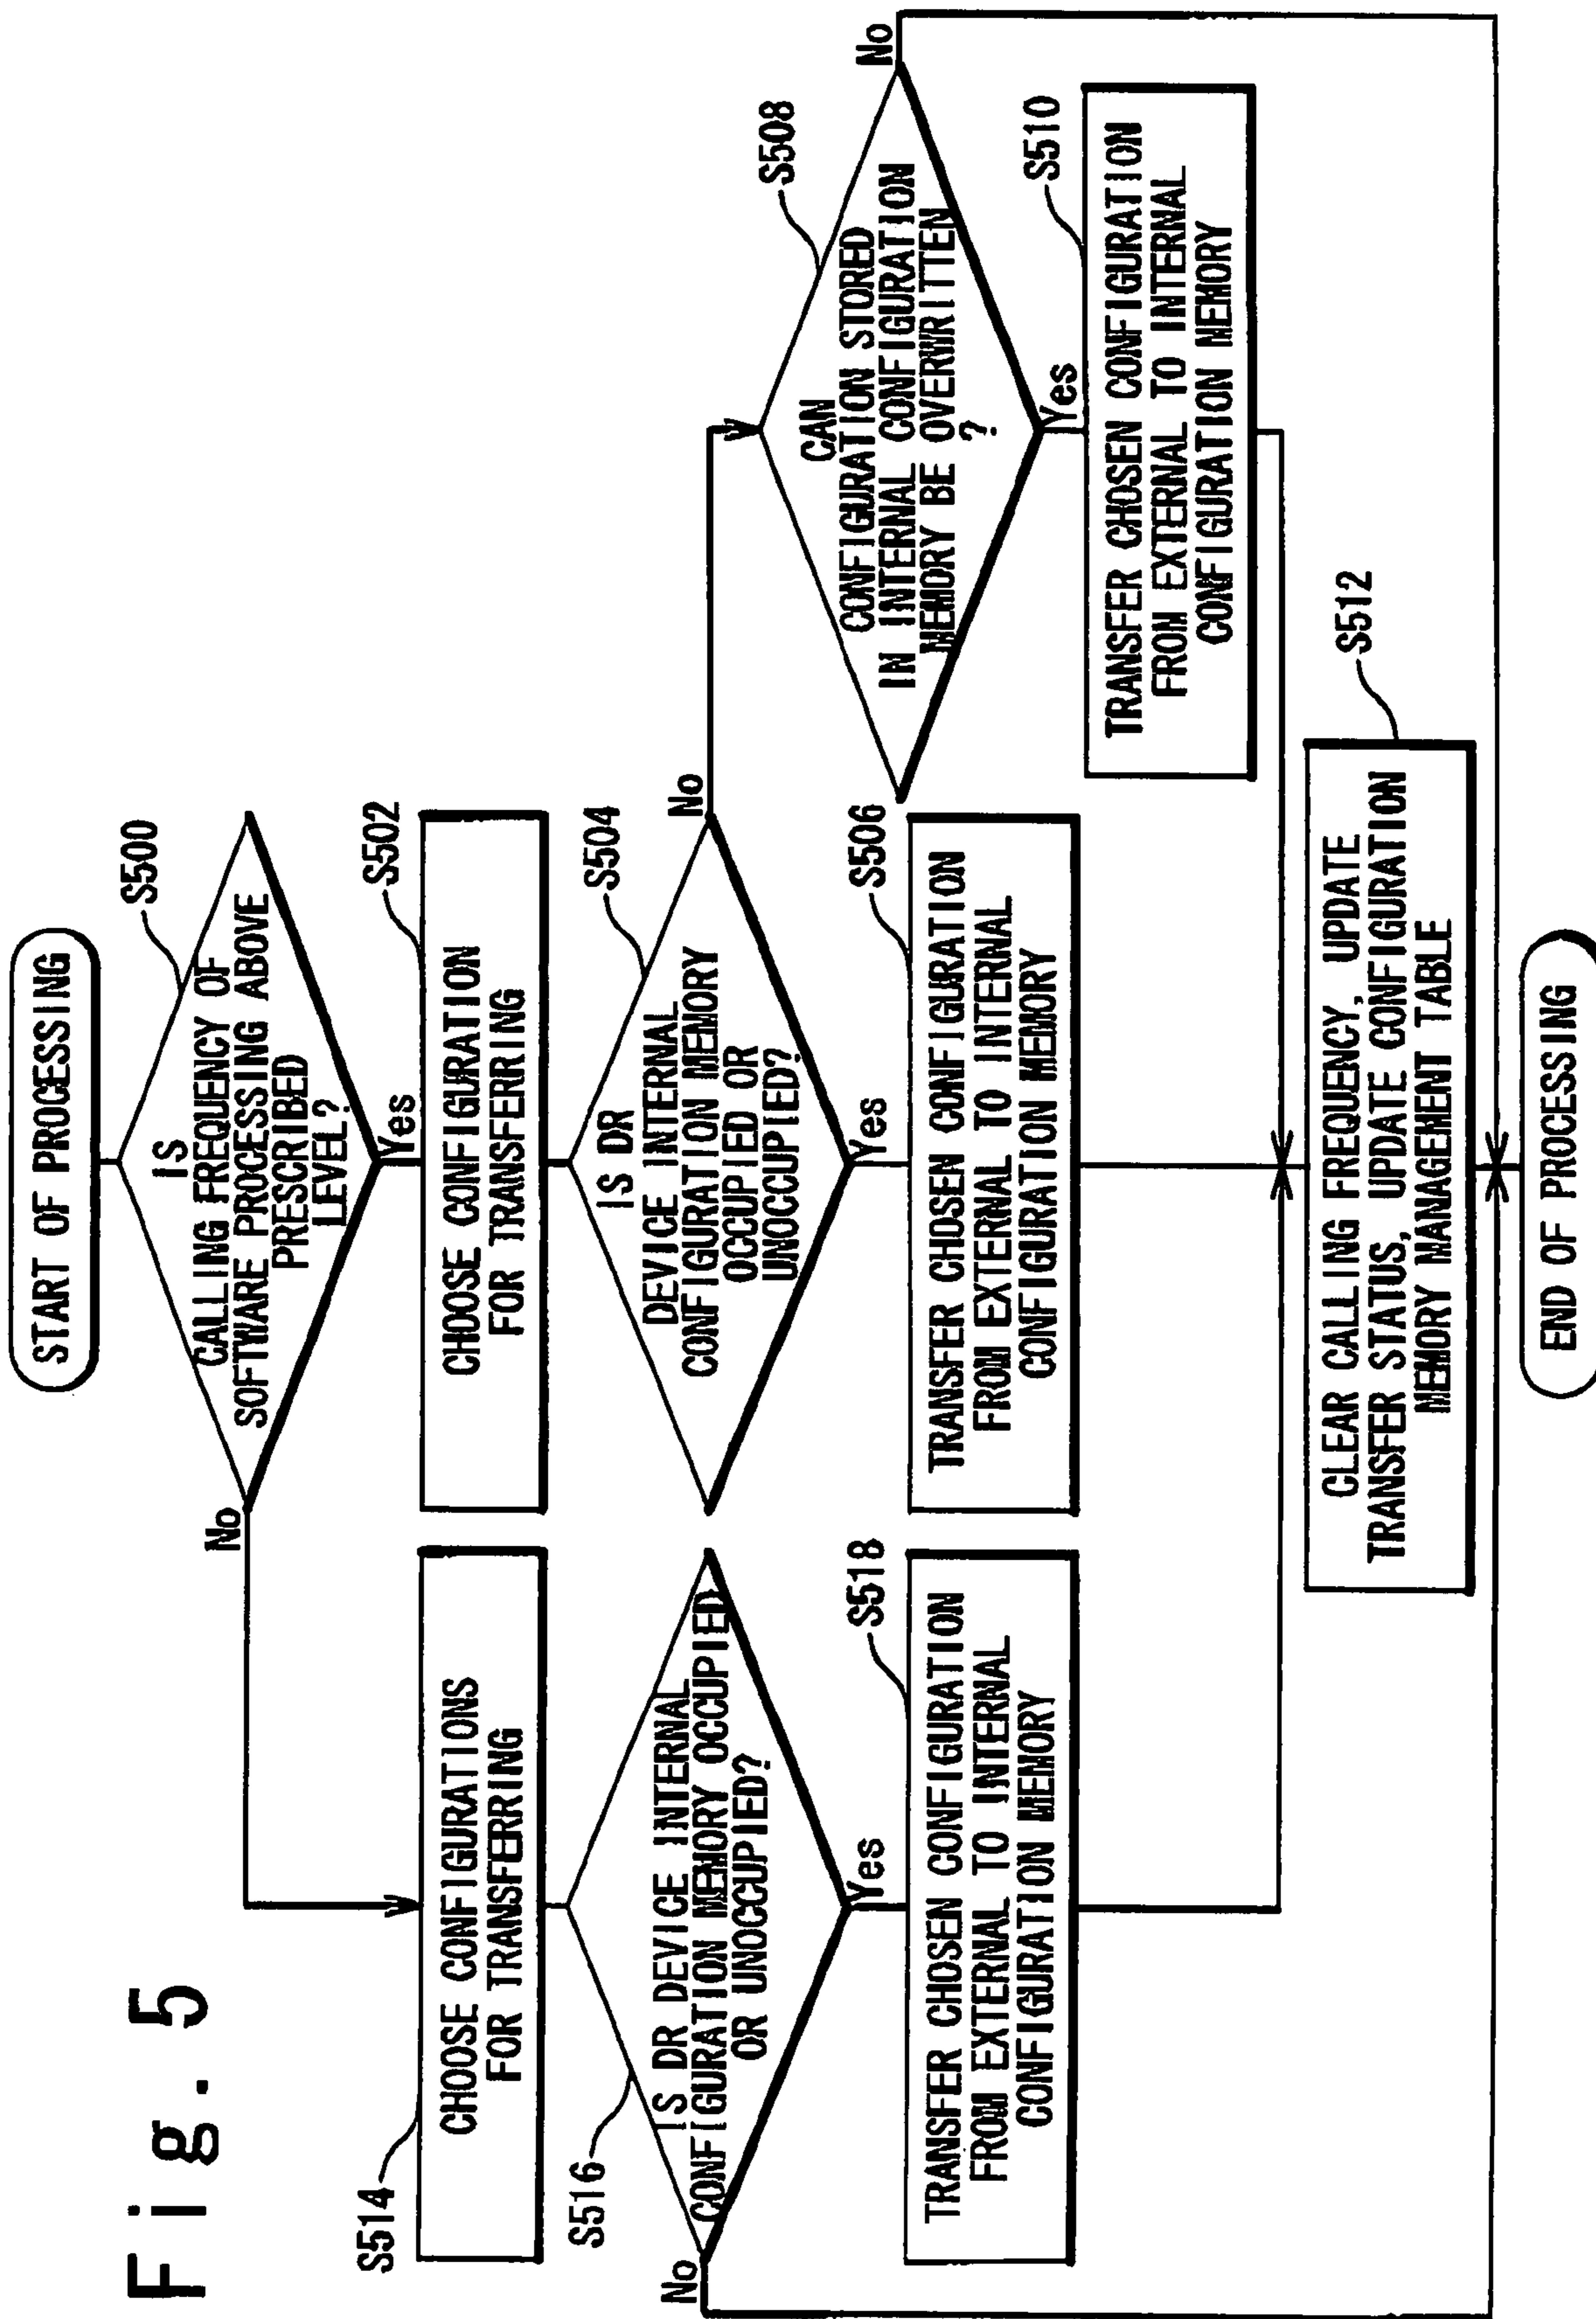 Fig. 5
START OF PROCESSING
S500
IS
CALLING FREQUENCY OF
SOFTWARE PROCESSING ABOVE
PRESCRIBED
LEVEL?
No
Yes
S502
CHOOSE CONFIGURATION
FOR TRANSFERRING
S504
IS DR
DEVICE INTERNAL
CONFIGURATION MEMORY
OCCUPIED OR
UNOCCUPIED?
No
Yes
S506
TRANSFER CHOSEN CONFIGURATION
FROM EXTERNAL TO INTERNAL
CONFIGURATION MEMORY
S508
CAN
CONFIGURATION STORED
IN INTERNAL CONFIGURATION
MEMORY BE OVERWRITTEN
?
No
Yes
S510
TRANSFER CHOSEN CONFIGURATION
FROM EXTERNAL TO INTERNAL
CONFIGURATION MEMORY
S514
CHOOSE CONFIGURATIONS
FOR TRANSFERRING
S516
IS DR DEVICE INTERNAL
CONFIGURATION MEMORY OCCUPIED
OR UNOCCUPIED?
No
Yes
S518
TRANSFER CHOSEN CONFIGURATION
FROM EXTERNAL TO INTERNAL
CONFIGURATION MEMORY
S512
CLEAR CALLING FREQUENCY, UPDATE
TRANSFER STATUS, UPDATE CONFIGURATION
MEMORY MANAGEMENT TABLE
END OF PROCESSING